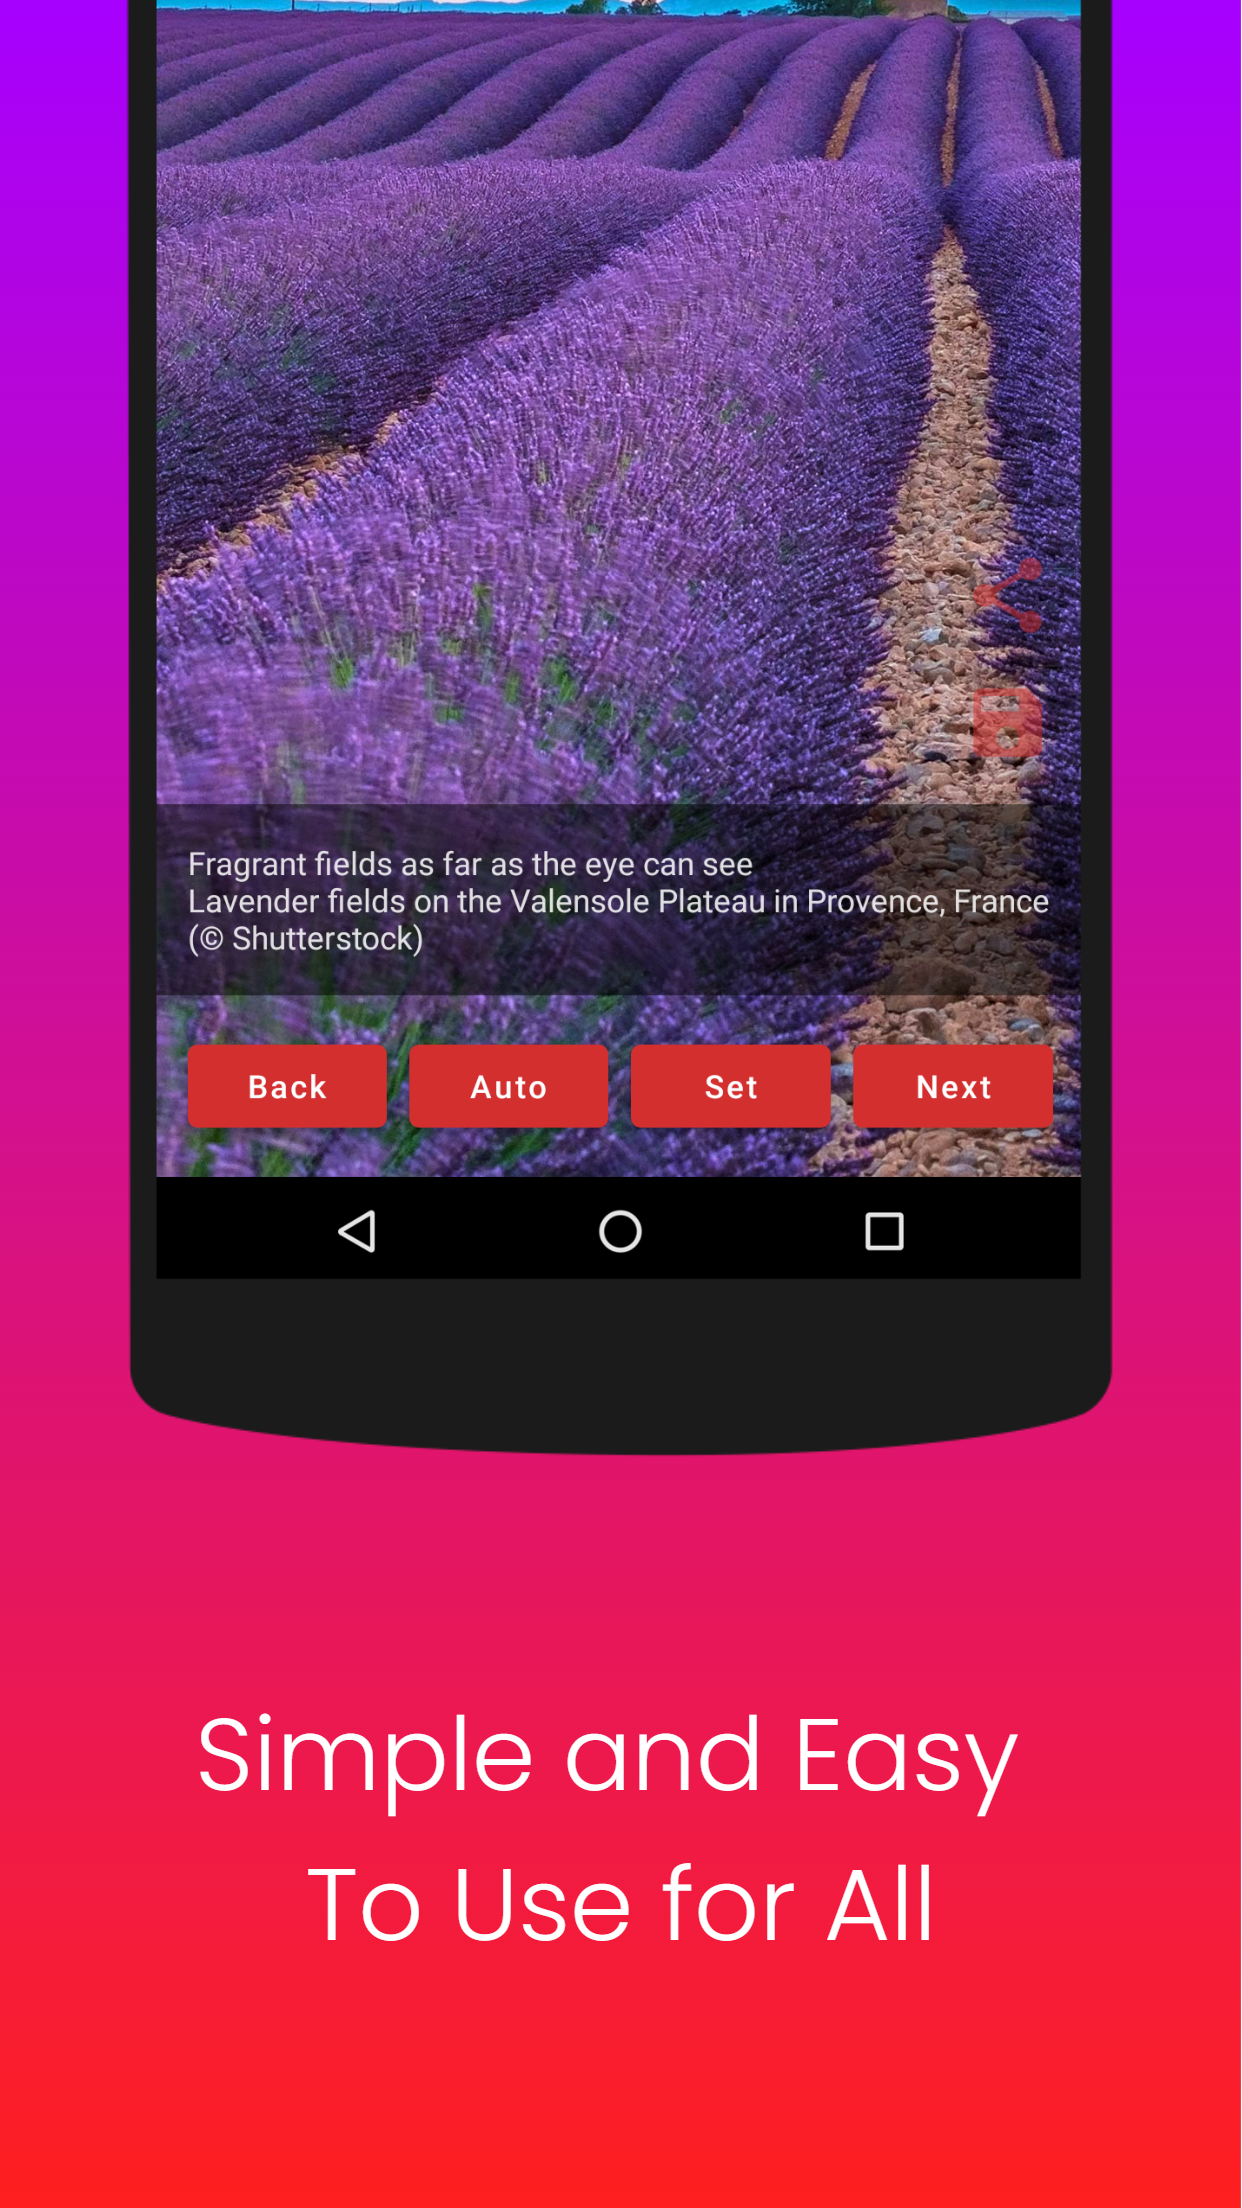 Fragrant fields as far as the eye can see
Lavender fields on the Valensole Plateau in Provence, France
(© Shutterstock)
Back Auto Set Next
Simple and Easy
To Use for All